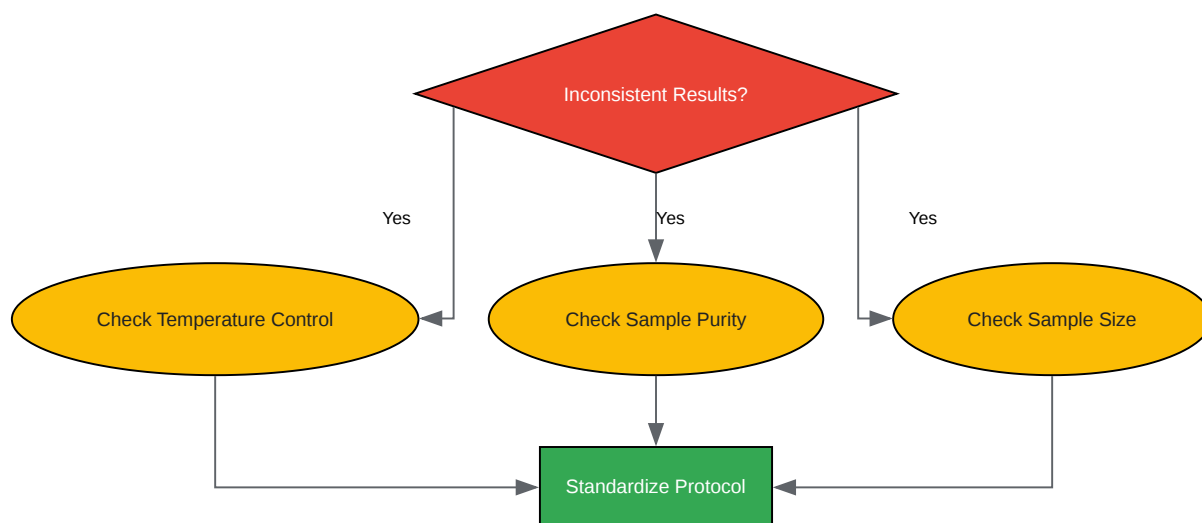 Inconsistent Results?
Yes
Yes
Yes
Check Temperature Control
Check Sample Purity
Check Sample Size
Standardize Protocol